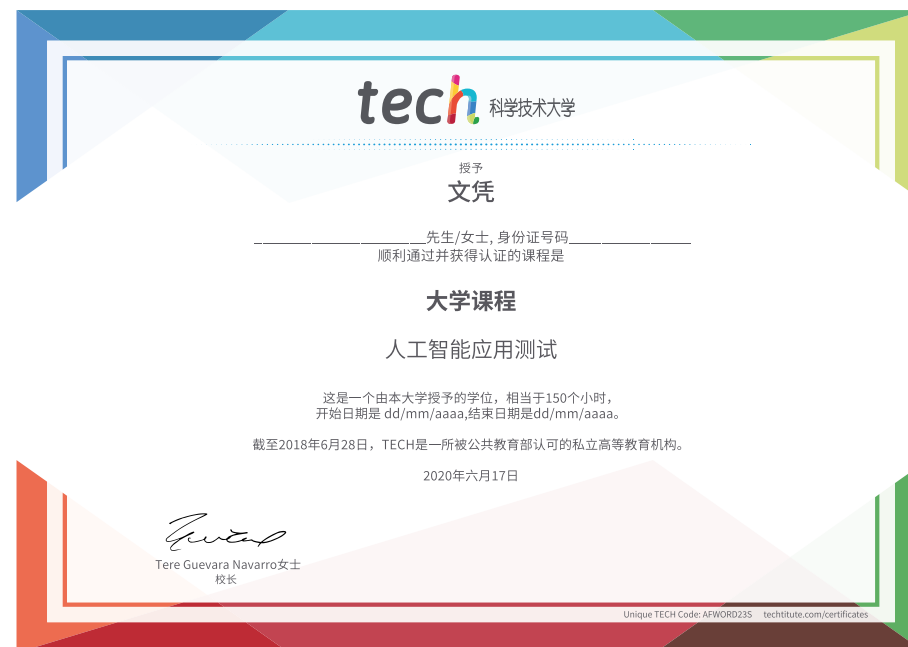 tech 科学技术大学
授予
文凭
______________________先生/女士, 身份证号码_______________
顺利通过并获得认证的课程是
大学课程
人工智能应用测试
这是一个由本大学授予的学位，相当于150个小时，
开始日期是 dd/mm/aaaa,结束日期是dd/mm/aaaa。
截至2018年6月28日，TECH是一所被公共教育部认可的私立高等教育机构。
2020年六月17日
Tere Guevara Navarro女士
校长
Unique TECH Code: AFWORD23S techtitute.com/certificates